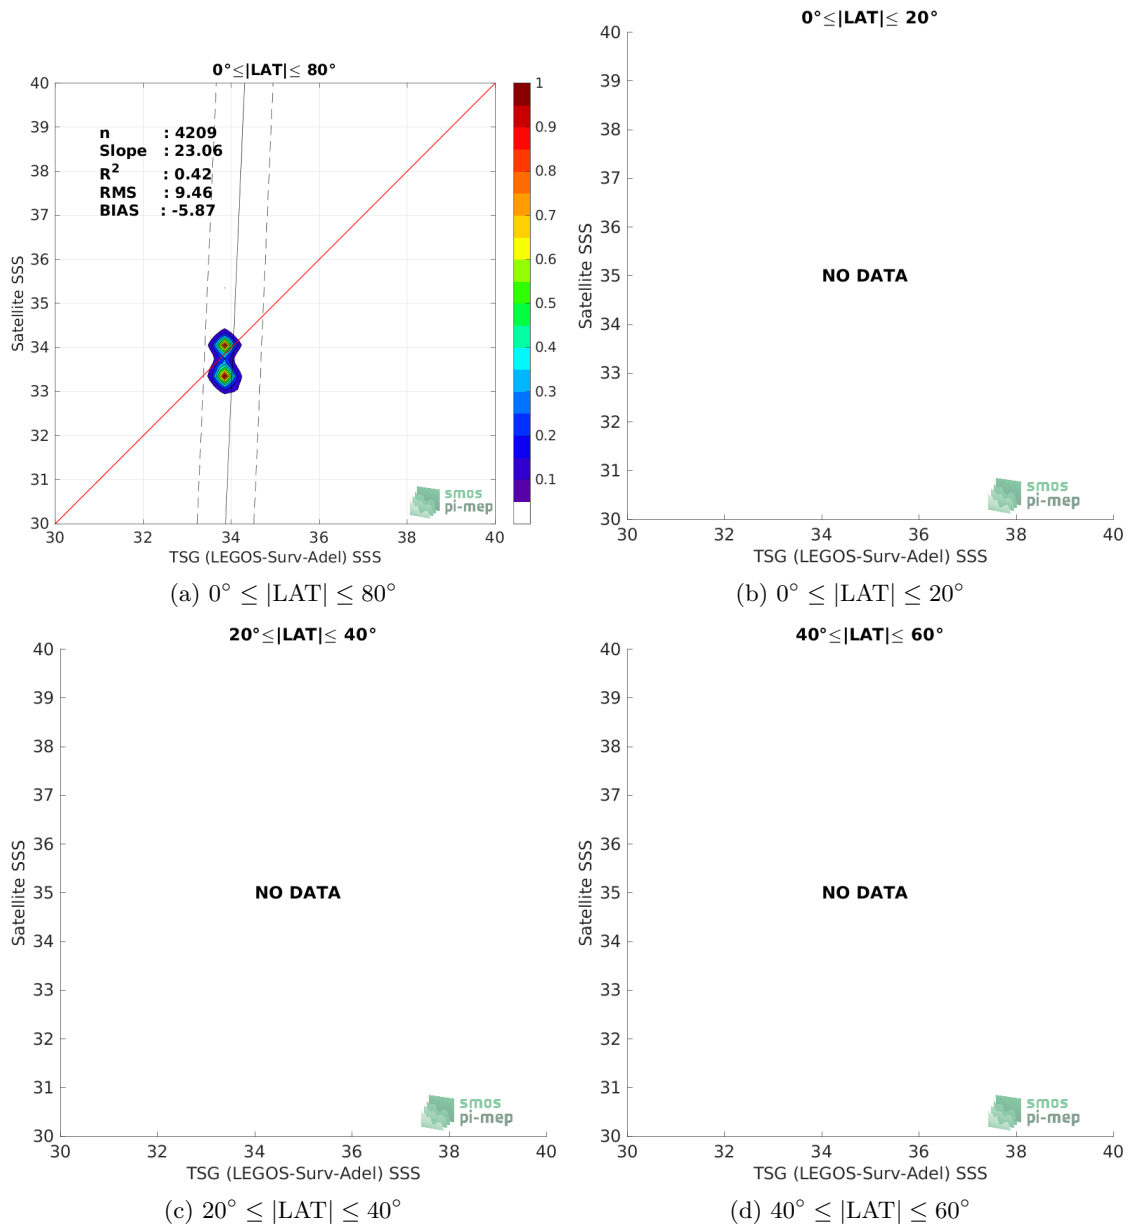 0°≤|LAT|≤ 80°
40
39
38
37
36
35
34
33
32
31
30
Satellite SSS
n : 4209
Slope : 23.06
R² : 0.42
RMS : 9.46
BIAS : -5.87
smos
pi-mep
30 32 34 36 38 40
TSG (LEGOS-Surv-Adel) SSS
1
0.9
0.8
0.7
0.6
0.5
0.4
0.3
0.2
0.1
(a) 0° ≤ |LAT| ≤ 80°
0°≤|LAT|≤ 20°
40
39
38
37
36
35
34
33
32
31
30
Satellite SSS
NO DATA
smos
pi-mep
30 32 34 36 38 40
TSG (LEGOS-Surv-Adel) SSS
(b) 0° ≤ |LAT| ≤ 20°
20°≤|LAT|≤ 40°
40
39
38
37
36
35
34
33
32
31
30
Satellite SSS
NO DATA
smos
pi-mep
30 32 34 36 38 40
TSG (LEGOS-Surv-Adel) SSS
(c) 20° ≤ |LAT| ≤ 40°
40°≤|LAT|≤ 60°
40
39
38
37
36
35
34
33
32
31
30
Satellite SSS
NO DATA
smos
pi-mep
30 32 34 36 38 40
TSG (LEGOS-Surv-Adel) SSS
(d) 40° ≤ |LAT| ≤ 60°